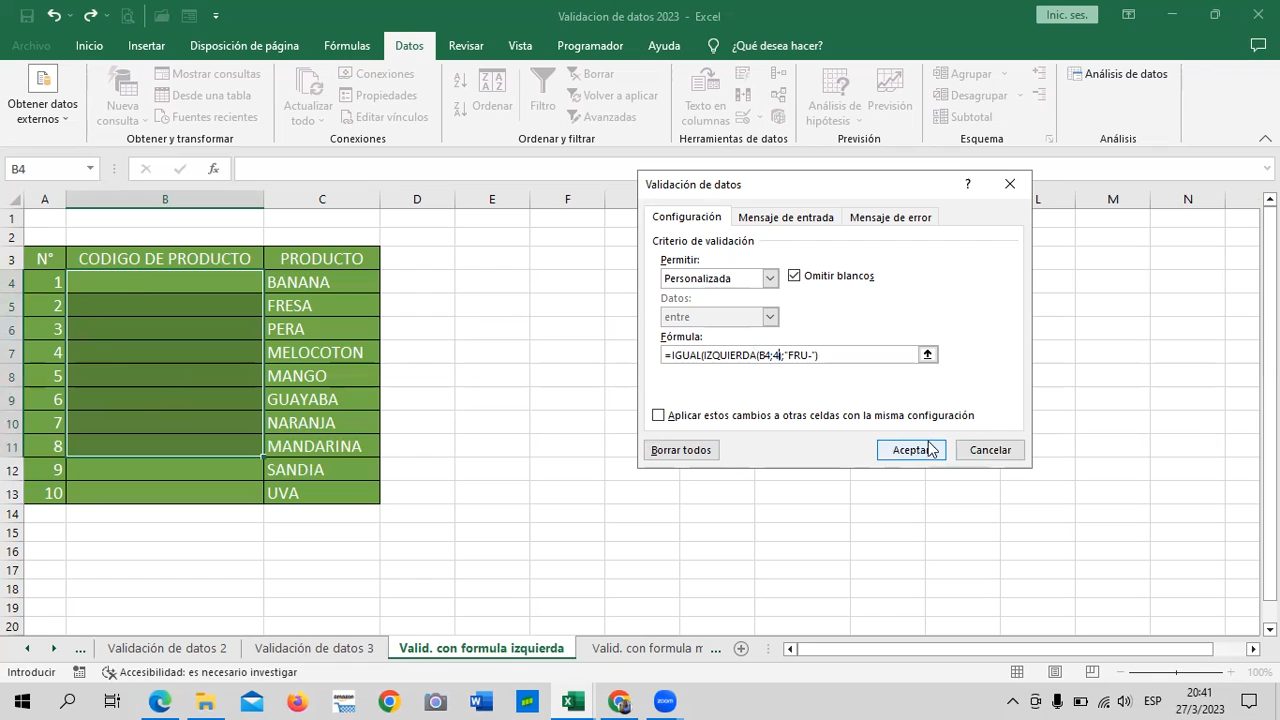 Validacion de datos 2023 - Excel
Inic. ses.
Archivo Inicio Insertar Disposición de página Fórmulas Datos Revisar Vista Programador Ayuda ¿Qué desea hacer?
Obtener datos externos
Nueva consulta
Mostrar consultas
Desde una tabla
Fuentes recientes
Actualizar todo
Conexiones
Propiedades
Editar vínculos
Ordenar
Filtro
Borrar
Volver a aplicar
Avanzadas
Texto en columnas
Análisis de hipótesis
Previsión
Agrupar
Desagrupar
Subtotal
Análisis de datos
Obtener y transformar Conexiones Ordenar y filtrar Herramientas de datos Previsión Esquema Análisis
B4
fx
A B C D E F L M N
1
2
3 N° CODIGO DE PRODUCTO PRODUCTO
4 1 BANANA
5 2 FRESA
6 3 PERA
7 4 MELOCOTON
8 5 MANGO
9 6 GUAYABA
10 7 NARANJA
11 8 MANDARINA
12 9 SANDIA
13 10 UVA
14
15
16
17
18
19
20
Validación de datos
?
Configuración Mensaje de entrada Mensaje de error
Criterio de validación
Permitir:
Personalizada Omitir blancos
Datos:
entre
Fórmula:
=IGUAL(IZQUIERDA(B4;4);"FRU-")
Aplicar estos cambios a otras celdas con la misma configuración
Borrar todos Aceptar Cancelar
... Validación de datos 2 Validación de datos 3 Valid. con formula izquierda Valid. con formula m ...
Introducir Accesibilidad: es necesario investigar 100%
amazon
W
zoom
ESP
20:41
27/3/2023